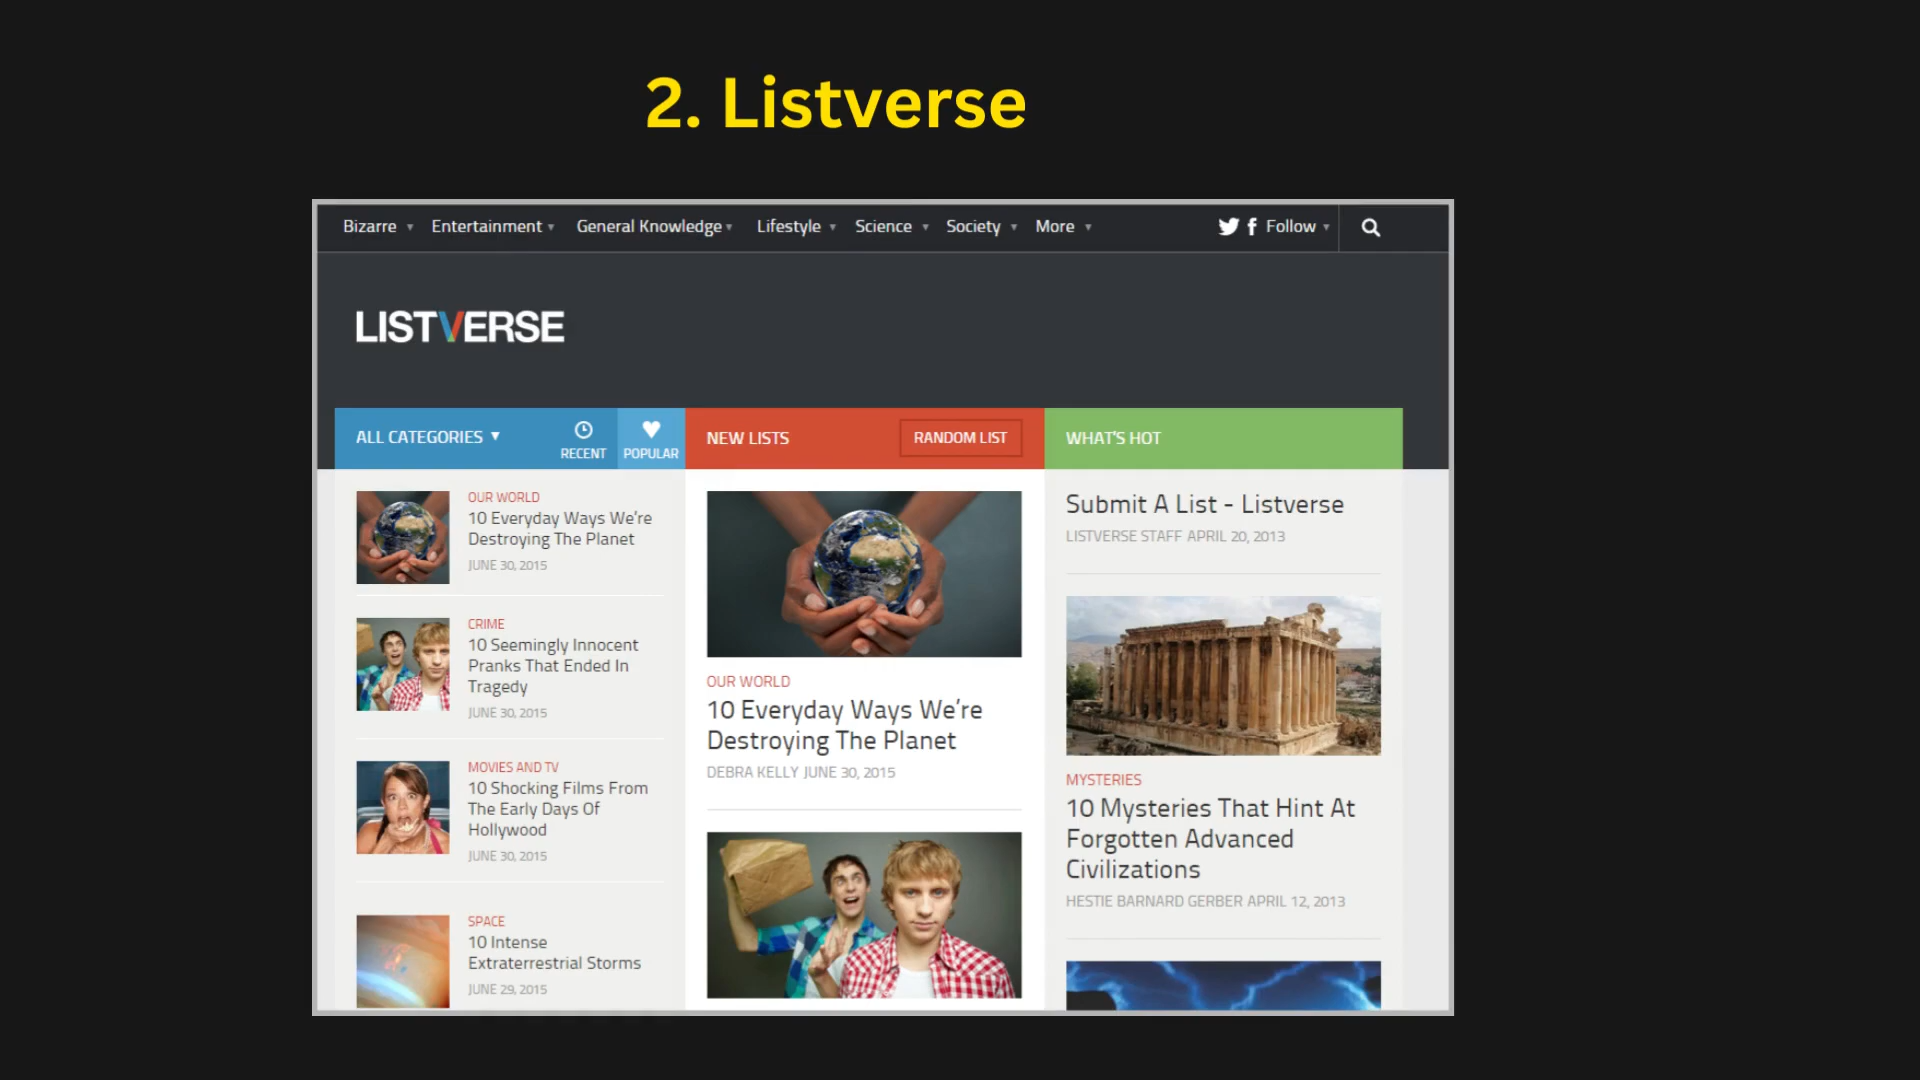 2. Listverse
Bizarre Entertainment General Knowledge Lifestyle Science Society More Follow
LISTVERSE
ALL CATEGORIES
RECENT
POPULAR
NEW LISTS
RANDOM LIST
WHAT'S HOT
OUR WORLD
10 Everyday Ways We're
Destroying The Planet
JUNE 30, 2015
CRIME
10 Seemingly Innocent
Pranks That Ended In
Tragedy
JUNE 30, 2015
MOVIES AND TV
10 Shocking Films From
The Early Days Of
Hollywood
JUNE 30, 2015
SPACE
10 Intense
Extraterrestrial Storms
JUNE 29, 2015
OUR WORLD
10 Everyday Ways We're
Destroying The Planet
DEBRA KELLY JUNE 30, 2015
Submit A List - Listverse
LISTVERSE STAFF APRIL 20, 2013
MYSTERIES
10 Mysteries That Hint At
Forgotten Advanced
Civilizations
HESTIE BARNARD GERBER APRIL 12, 2013